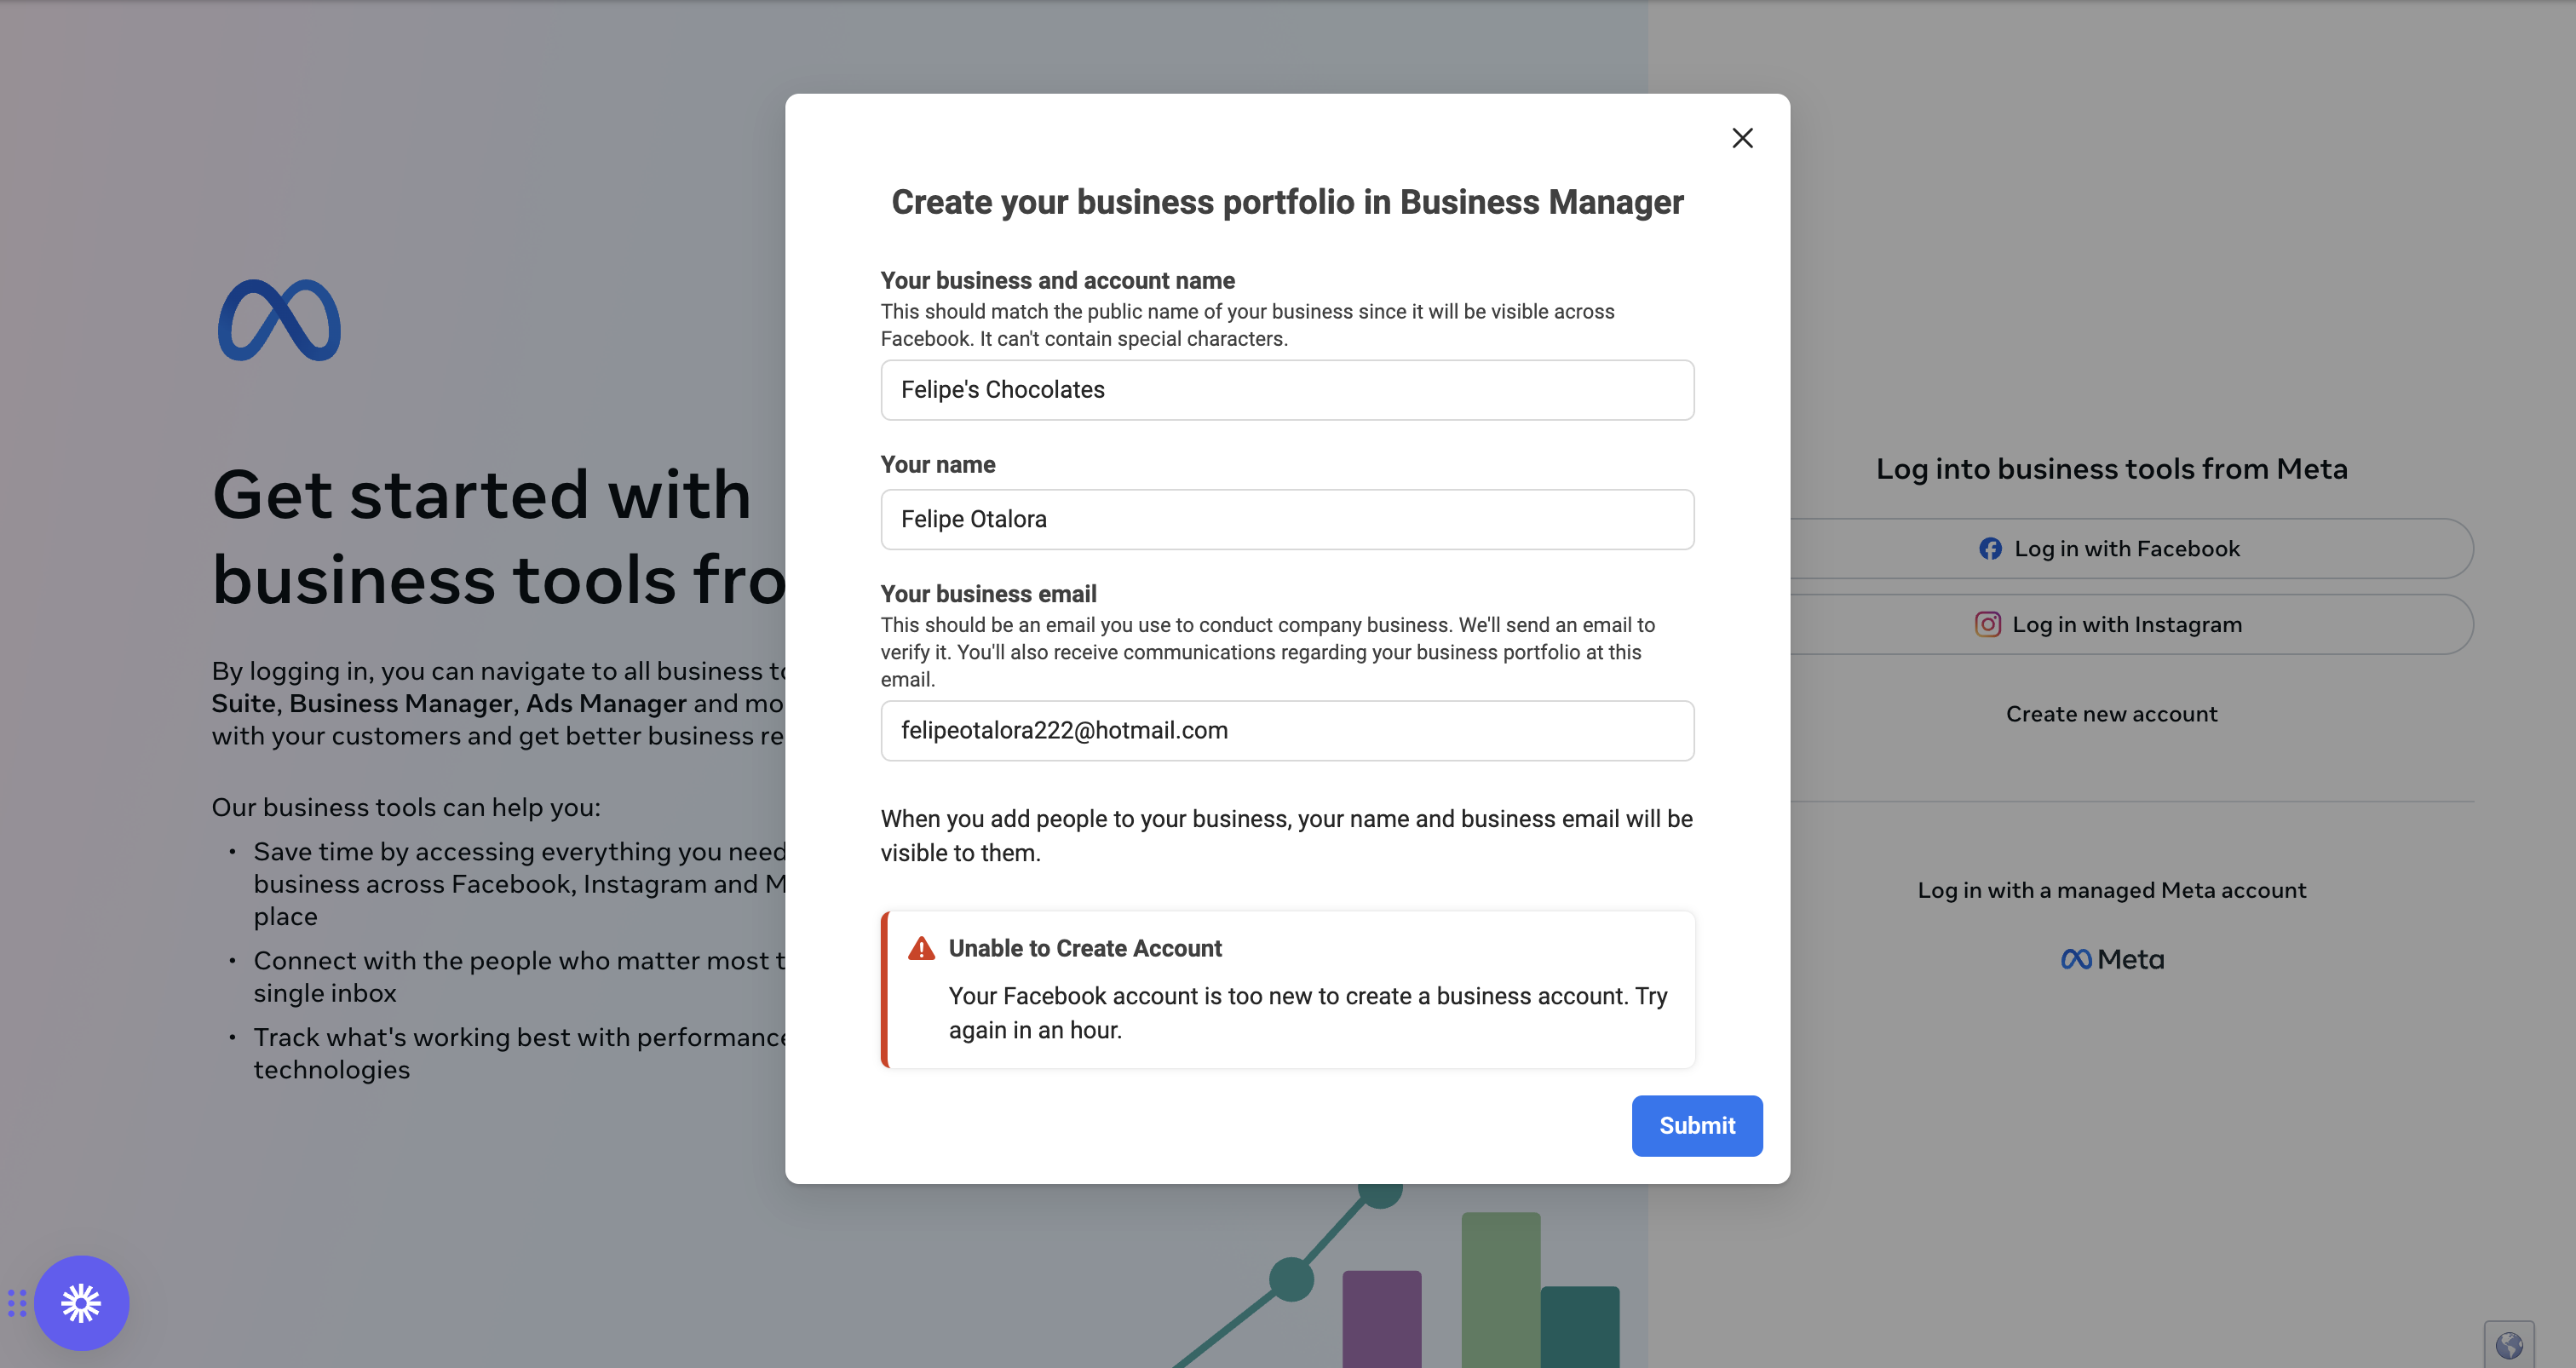 Get started with
business tools fro
By logging in, you can navigate to all business to
Suite, Business Manager, Ads Manager and mo
with your customers and get better business re
Our business tools can help you:
• Save time by accessing everything you need
business across Facebook, Instagram and M
place
• Connect with the people who matter most t
single inbox
• Track what's working best with performance
technologies
Create your business portfolio in Business Manager
Your business and account name
This should match the public name of your business since it will be visible across
Facebook. It can't contain special characters.
Felipe's Chocolates
Your name
Felipe Otalora
Your business email
This should be an email you use to conduct company business. We'll send an email to
verify it. You'll also receive communications regarding your business portfolio at this
email.
felipeotalora222@hotmail.com
When you add people to your business, your name and business email will be
visible to them.
Unable to Create Account
Your Facebook account is too new to create a business account. Try
again in an hour.
Submit
Log into business tools from Meta
Log in with Facebook
Log in with Instagram
Create new account
Log in with a managed Meta account
Meta